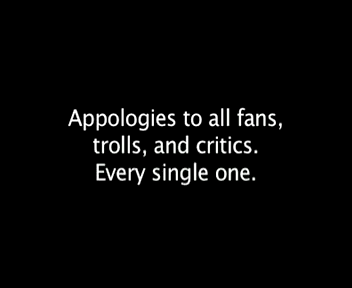 Appologies to all fans,
trolls, and critics.
Every single one.